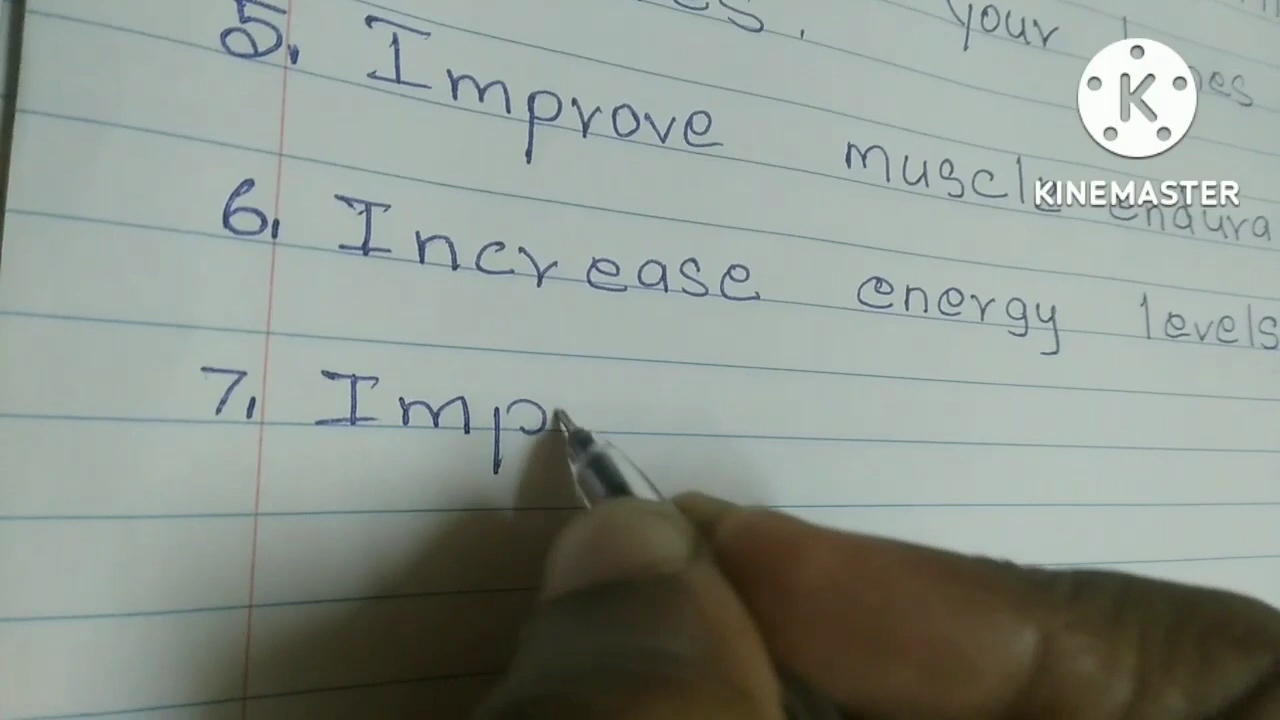 your
5. Improve muscle endura
6. Increase energy levels
7. Imp
K
KINEMASTER